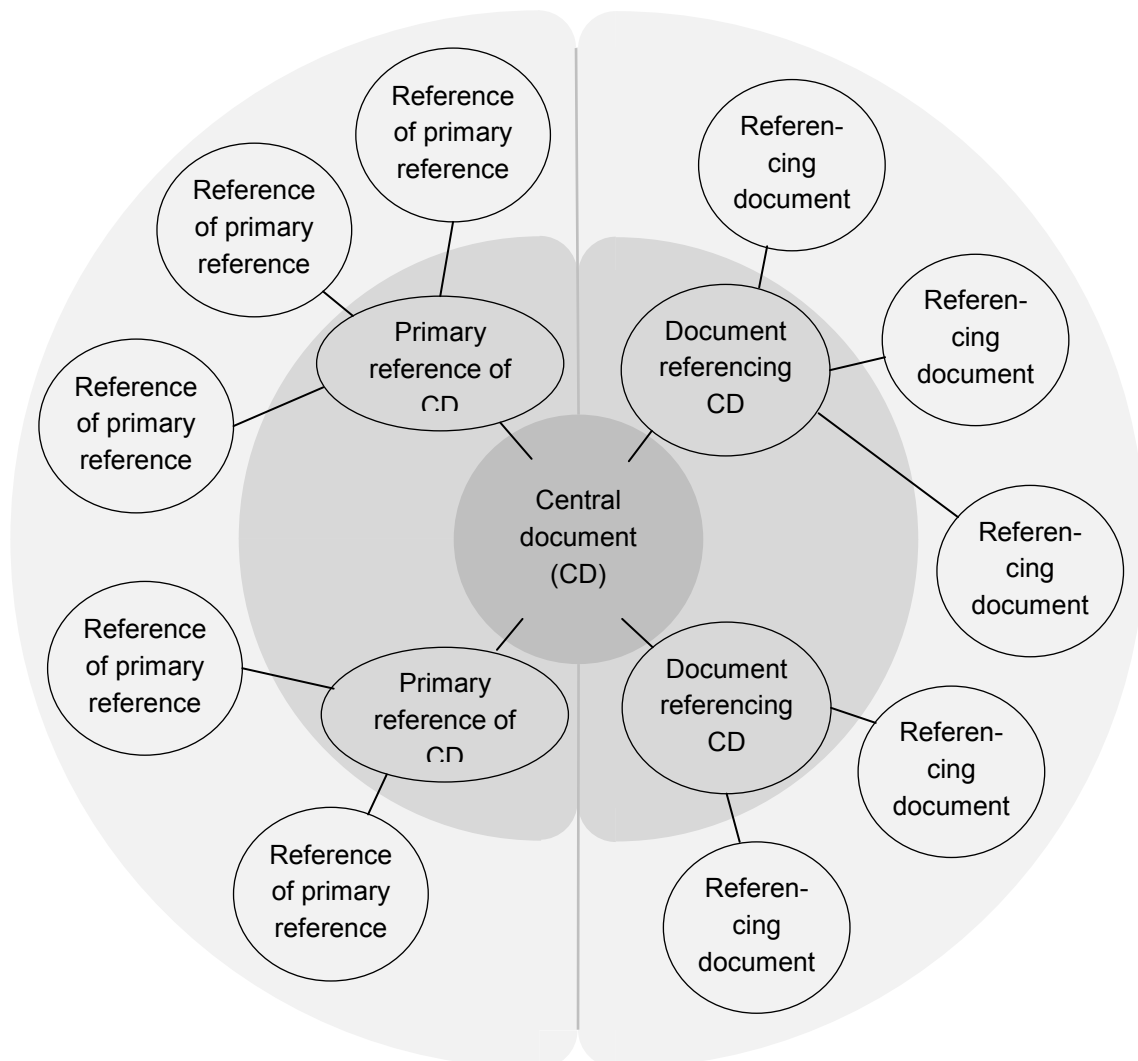 Reference
of primary
reference
Reference
of primary
reference
Reference
of primary
reference
Primary
reference of
CD
Referen-
cing
document
Referen-
cing
document
Document
referencing
CD
Referen-
cing
document
Central
document
(CD)
Reference
of primary
reference
Primary
reference of
CD
Reference
of primary
reference
Document
referencing
CD
Referen-
cing
document
Referen-
cing
document